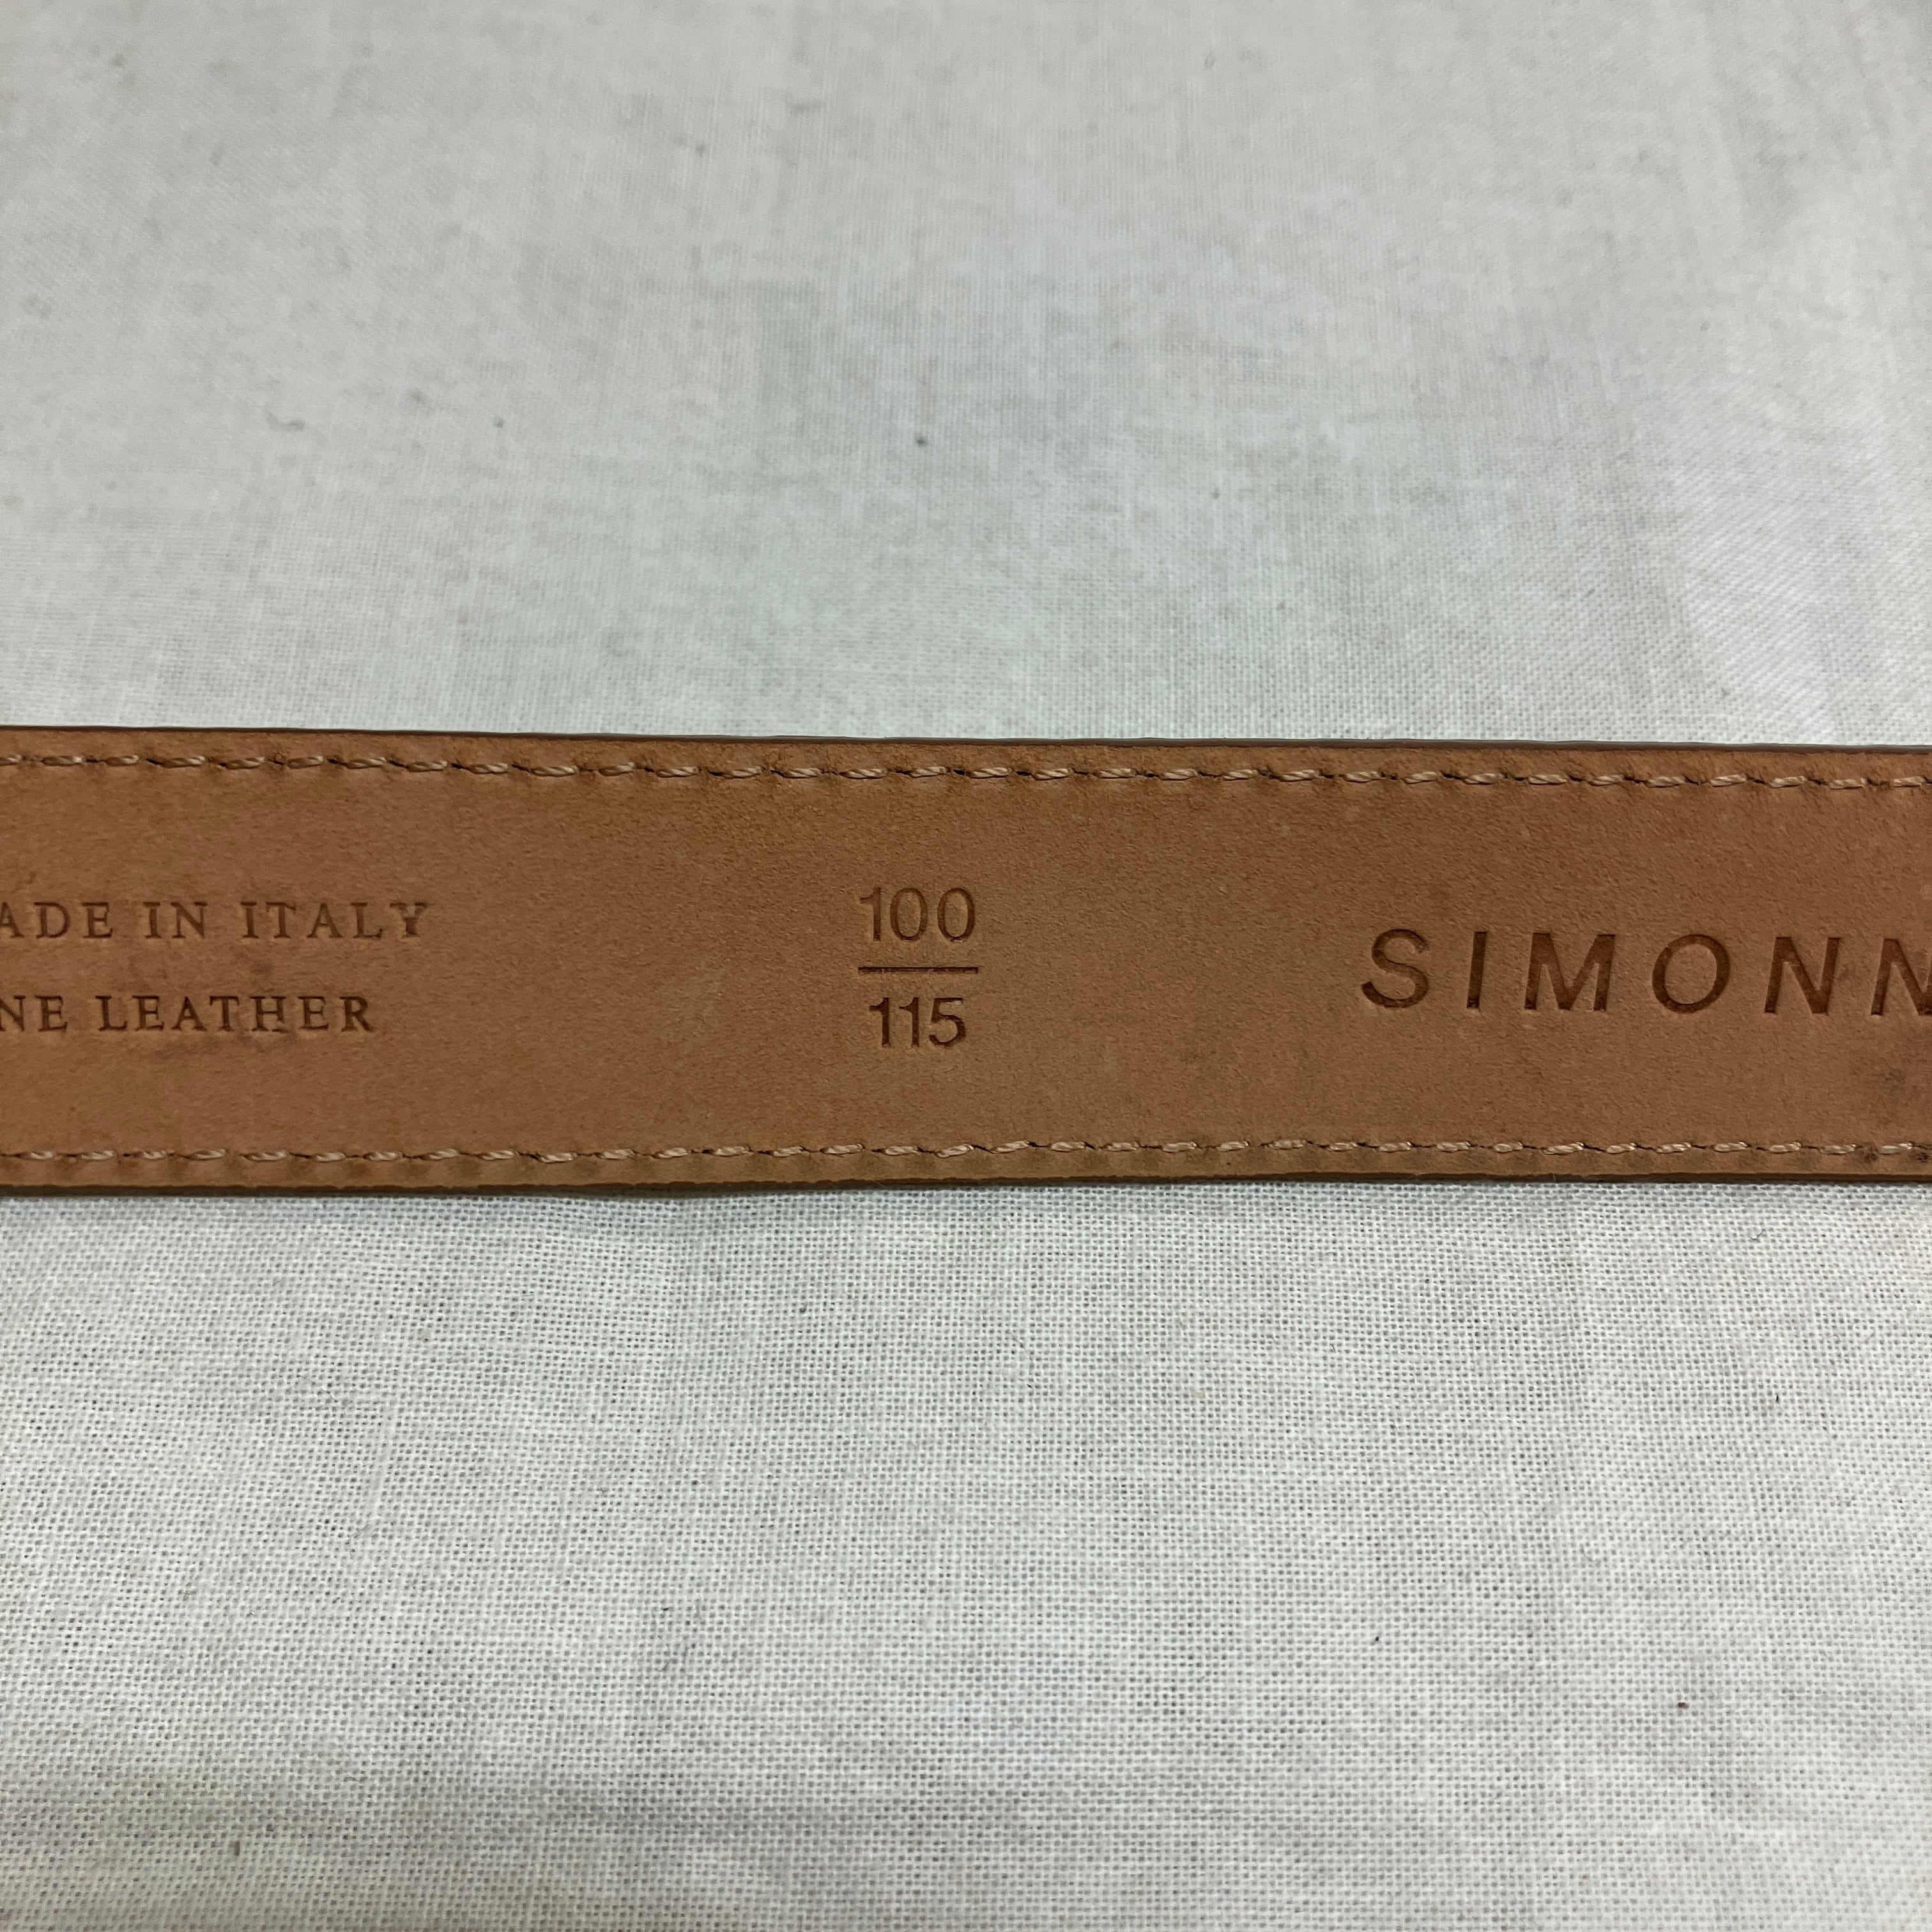 ADE IN ITALY
NE LEATHER
100
115
SIMONN